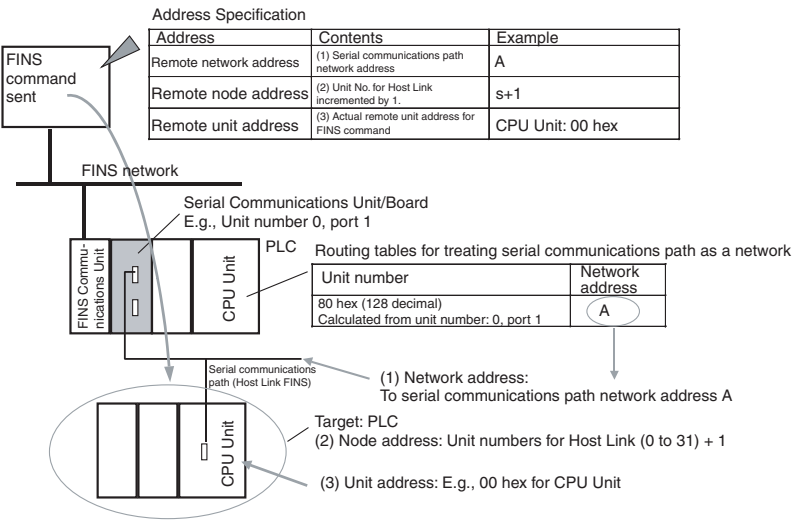 Address Specification
Address Contents Example
Remote network address (1) Serial communications path network address A
Remote node address (2) Unit No. for Host Link incremented by 1. s+1
Remote unit address (3) Actual remote unit address for FINS command CPU Unit: 00 hex
FINS
command
sent
FINS network
Serial Communications Unit/Board
E.g., Unit number 0, port 1
PLC
FINS Commu-
nications Unit
CPU Unit
Routing tables for treating serial communications path as a network
Unit number Network address
80 hex (128 decimal)
Calculated from unit number: 0, port 1
A
Serial communications
path (Host Link FINS)
(1) Network address:
To serial communications path network address A
Target: PLC
(2) Node address: Unit numbers for Host Link (0 to 31) + 1
CPU Unit
(3) Unit address: E.g., 00 hex for CPU Unit